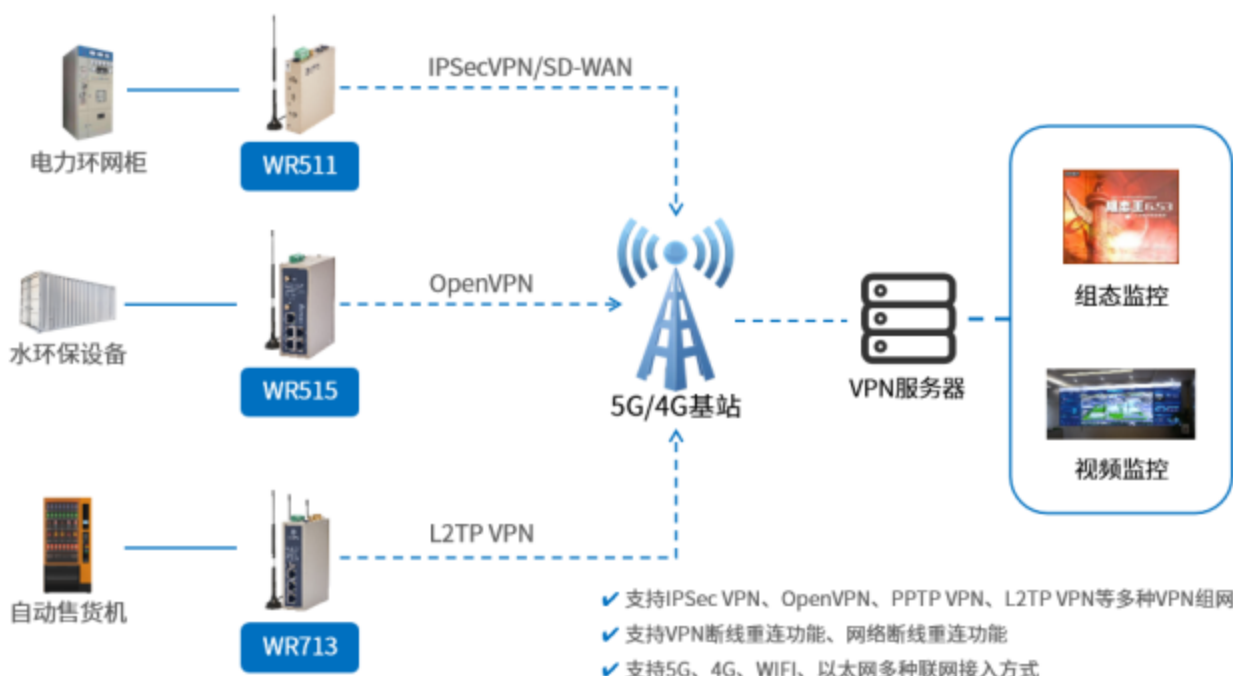 IPSecVPN/SD-WAN
电力环网柜
WR511
OpenVPN
水环保设备
WR515
5G/4G基站
L2TP VPN
自动售货机
WR713
VPN服务器
组态王6.53
组态监控
视频监控
✔ 支持IPSec VPN、OpenVPN、PPTP VPN、L2TP VPN等多种VPN组网
✔ 支持VPN断线重连功能、网络断线重连功能
✔ 支持5G、4G、WIFI、以太网多种联网接入方式